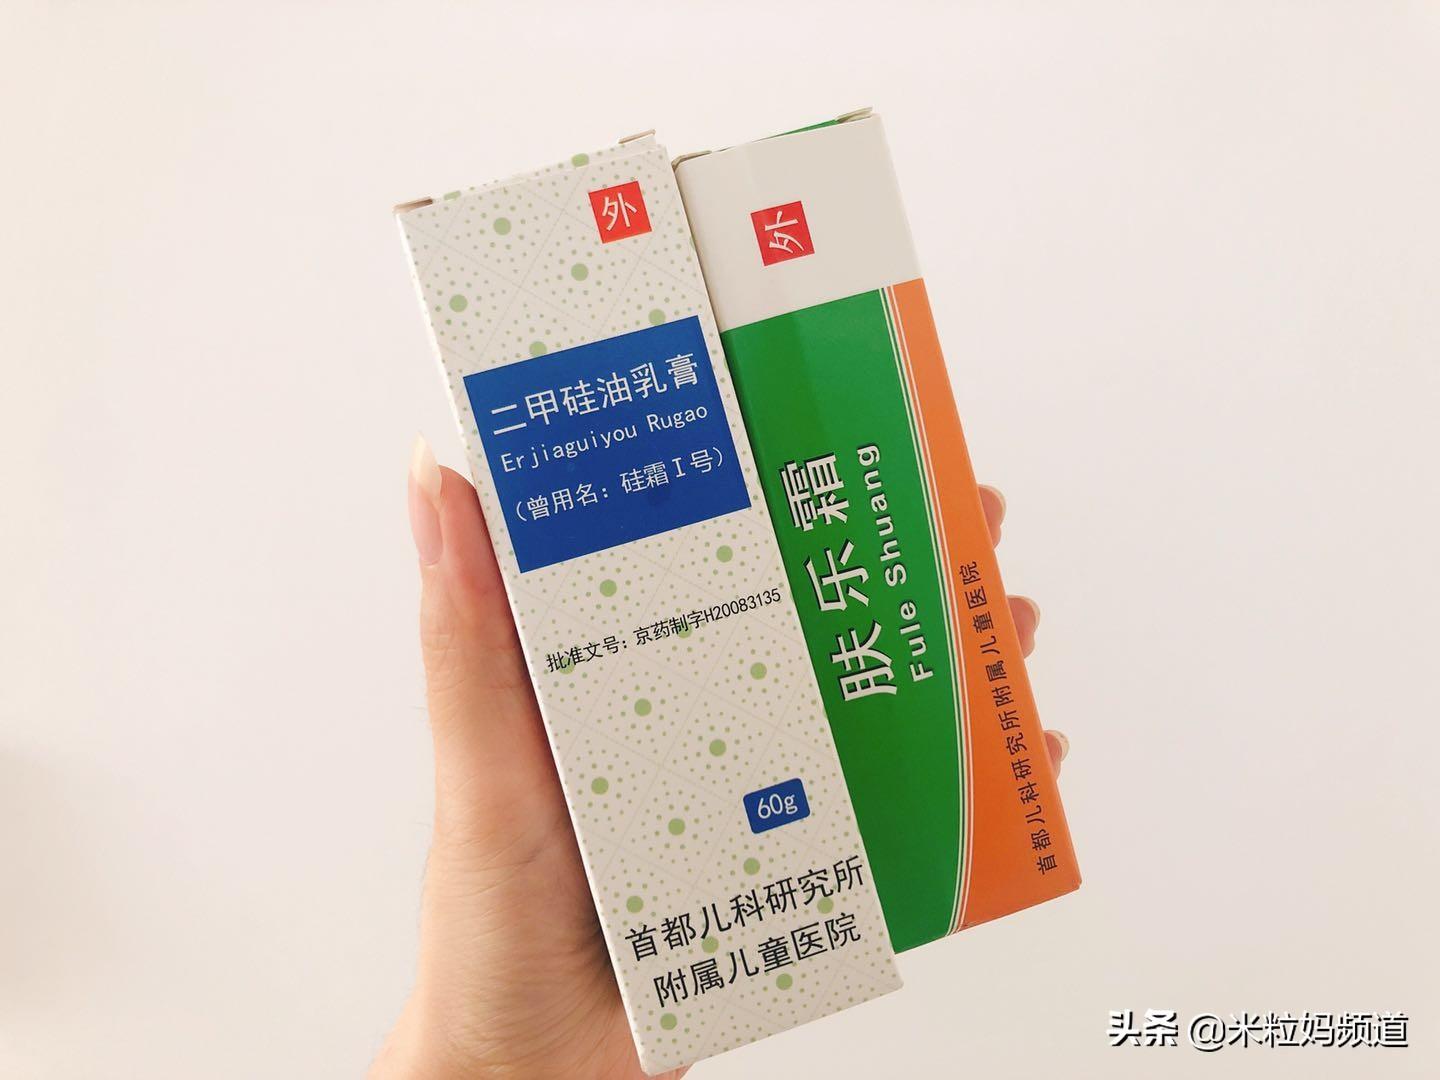 外
二甲硅油乳膏
Erjiaguiyou Rugao
（曾用名：硅霜Ⅰ号）
批准文号：京药制字H20083135
60g
首都儿科研究所
附属儿童医院
外
肤乐霜
Fule Shuang
首都儿科研究所附属儿童医院
头条 @米粒妈频道